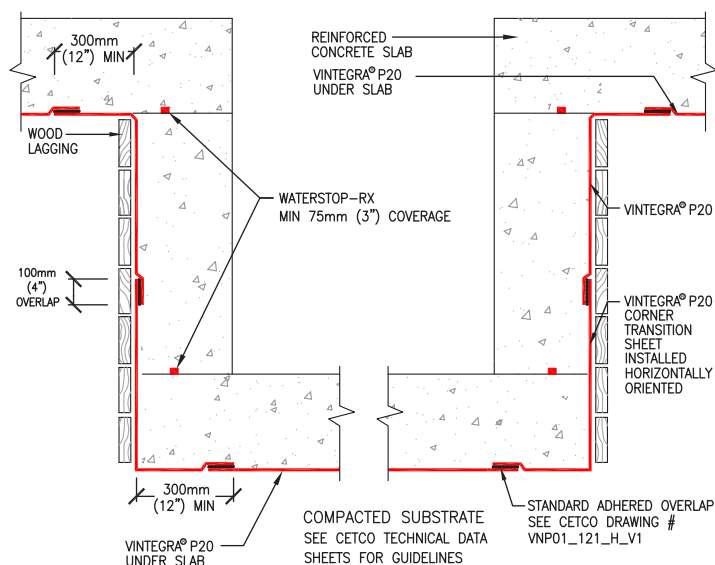 300mm
(12") MIN
REINFORCED
CONCRETE SLAB
VINTEGRA® P20
UNDER SLAB
WOOD
LAGGING
WATERSTOP-RX
MIN 75mm (3") COVERAGE
VINTEGRA® P20
100mm
(4")
OVERLAP
VINTEGRA® P20
CORNER
TRANSITION
SHEET
INSTALLED
HORIZONTALLY
ORIENTED
300mm
(12") MIN
VINTEGRA® P20
UNDER SLAB
COMPACTED SUBSTRATE
SEE CETCO TECHNICAL DATA
SHEETS FOR GUIDELINES
STANDARD ADHERED OVERLAP
SEE CETCO DRAWING #
VNP01_121_H_V1